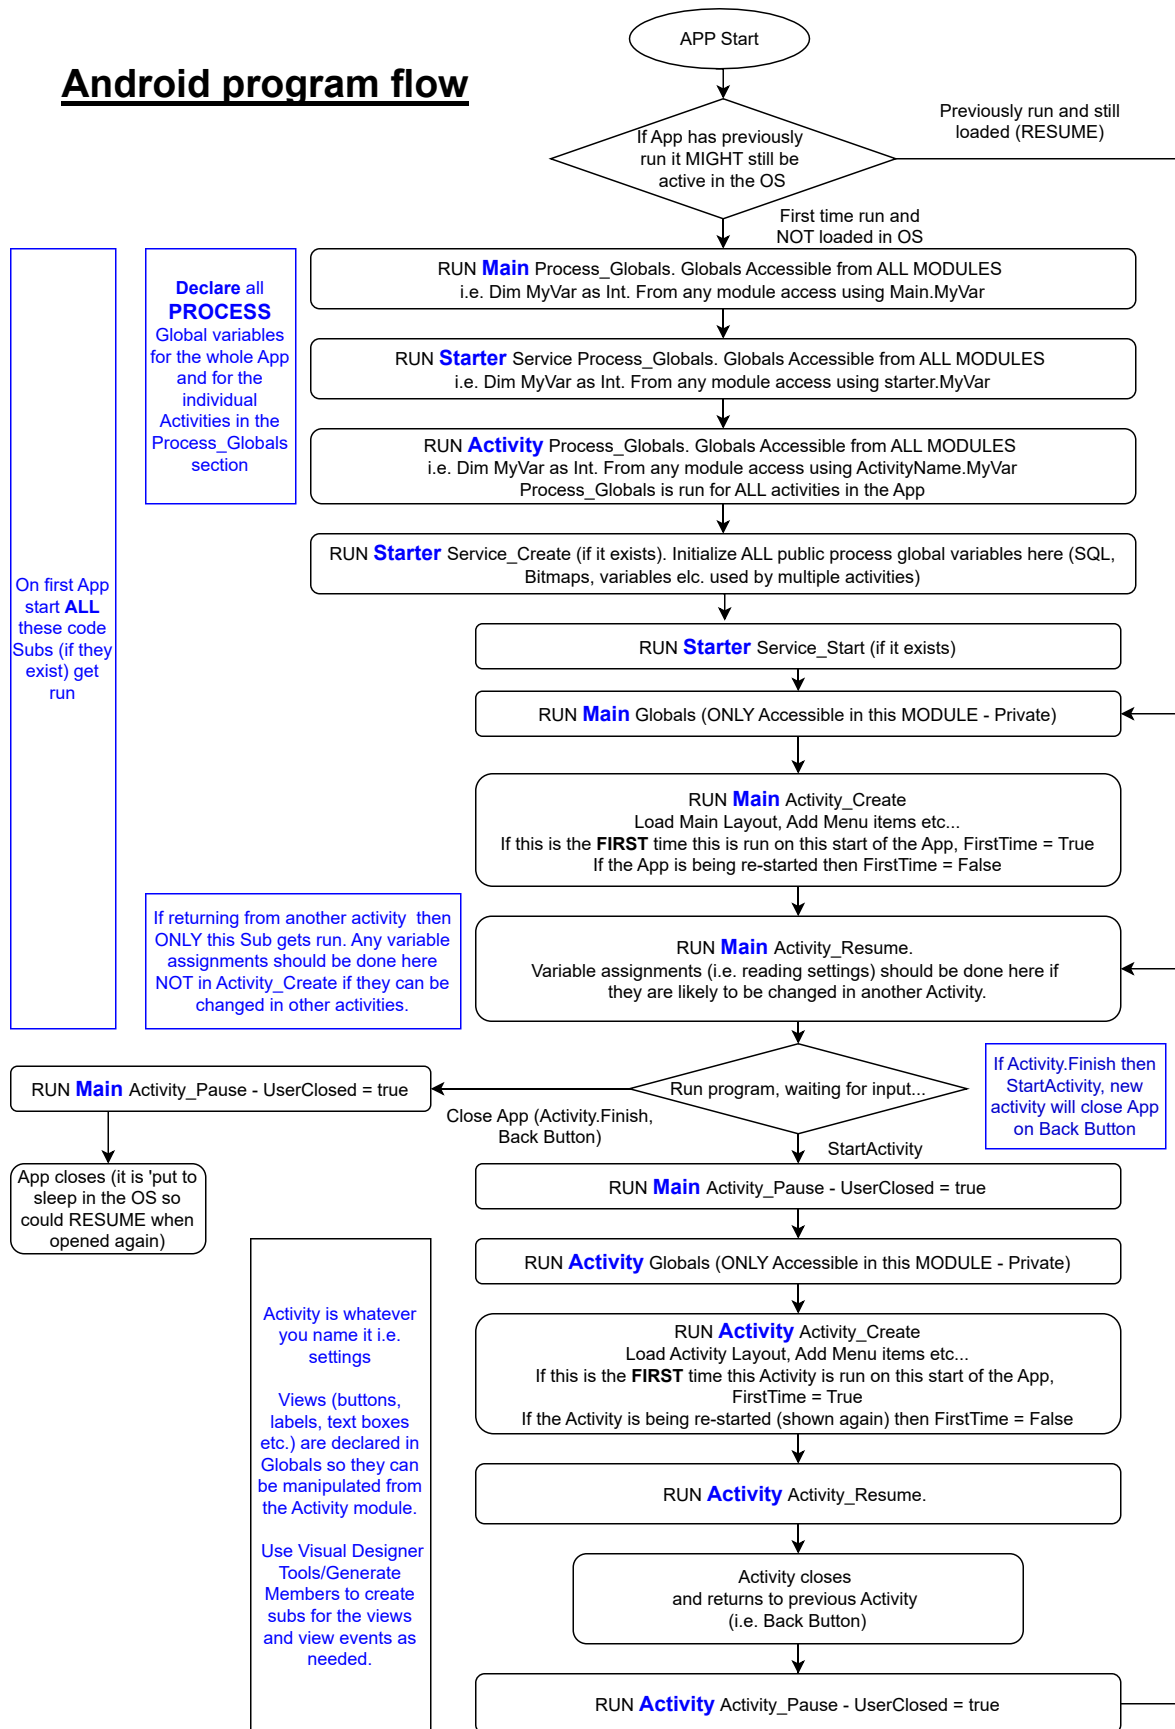 APP Start
Android program flow
If App has previously
run it MIGHT still be
active in the OS
Previously run and still
loaded (RESUME)
First time run and
NOT loaded in OS
RUN Main Process_Globals. Globals Accessible from ALL MODULES
i.e. Dim MyVar as Int. From any module access using Main.MyVar
Declare all
PROCESS
Global variables
for the whole App
and for the
individual
Activities in the
Process_Globals
section
RUN Starter Service Process_Globals. Globals Accessible from ALL MODULES
i.e. Dim MyVar as Int. From any module access using starter.MyVar
RUN Activity Process_Globals. Globals Accessible from ALL MODULES
i.e. Dim MyVar as Int. From any module access using ActivityName.MyVar
Process_Globals is run for ALL activities in the App
RUN Starter Service_Create (if it exists). Initialize ALL public process global variables here (SQL,
Bitmaps, variables etc. used by multiple activities)
On first App
start ALL
these code
Subs (if they
exist) get
run
RUN Starter Service_Start (if it exists)
RUN Main Globals (ONLY Accessible in this MODULE - Private)
RUN Main Activity_Create
Load Main Layout, Add Menu items etc...
If this is the FIRST time this is run on this start of the App, FirstTime = True
If the App is being re-started then FirstTime = False
If returning from another activity then
ONLY this Sub gets run. Any variable
assignments should be done here
NOT in Activity_Create if they can be
changed in other activities.
RUN Main Activity_Resume.
Variable assignments (i.e. reading settings) should be done here if
they are likely to be changed in another Activity.
Run program, waiting for input...
If Activity.Finish then
StartActivity, new
activity will close App
on Back Button
RUN Main Activity_Pause - UserClosed = true
Close App (Activity.Finish,
Back Button)
StartActivity
App closes (it is 'put to
sleep in the OS so
could RESUME when
opened again)
RUN Main Activity_Pause - UserClosed = true
RUN Activity Globals (ONLY Accessible in this MODULE - Private)
Activity is whatever
you name it i.e.
settings
Views (buttons,
labels, text boxes
etc.) are declared in
Globals so they can
be manipulated from
the Activity module.
Use Visual Designer
Tools/Generate
Members to create
subs for the views
and view events as
needed.
RUN Activity Activity_Create
Load Activity Layout, Add Menu items etc...
If this is the FIRST time this Activity is run on this start of the App,
FirstTime = True
If the Activity is being re-started (shown again) then FirstTime = False
RUN Activity Activity_Resume.
Activity closes
and returns to previous Activity
(i.e. Back Button)
RUN Activity Activity_Pause - UserClosed = true